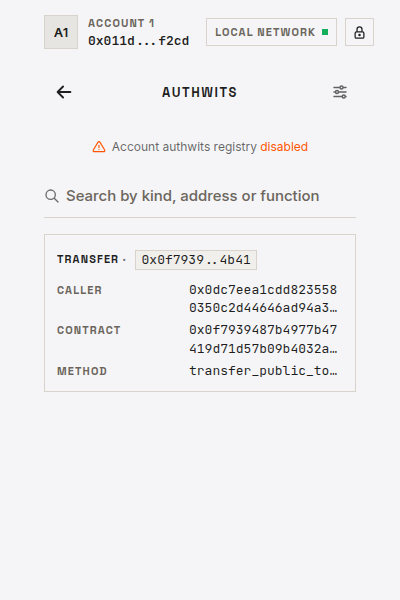 A1
ACCOUNT 1
0x011d...f2cd
LOCAL NETWORK
AUTHWITS
Account authwits registry disabled
Search by kind, address or function
TRANSFER · 0x0f7939..4b41
CALLER 0x0dc7eea1cdd823558
0350c2d44646ad94a3…
CONTRACT 0x0f7939487b4977b47
419d71d57b09b4032a…
METHOD transfer_public_to…